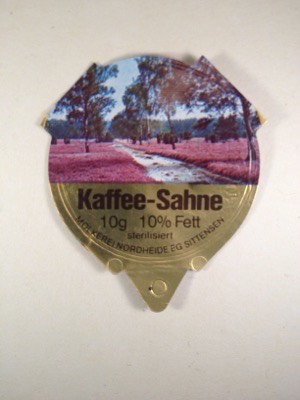 Kaffee-Sahne
10g 10% Fett
sterilisiert
MOLKEREI NORDHEIDE EG SITTENSEN